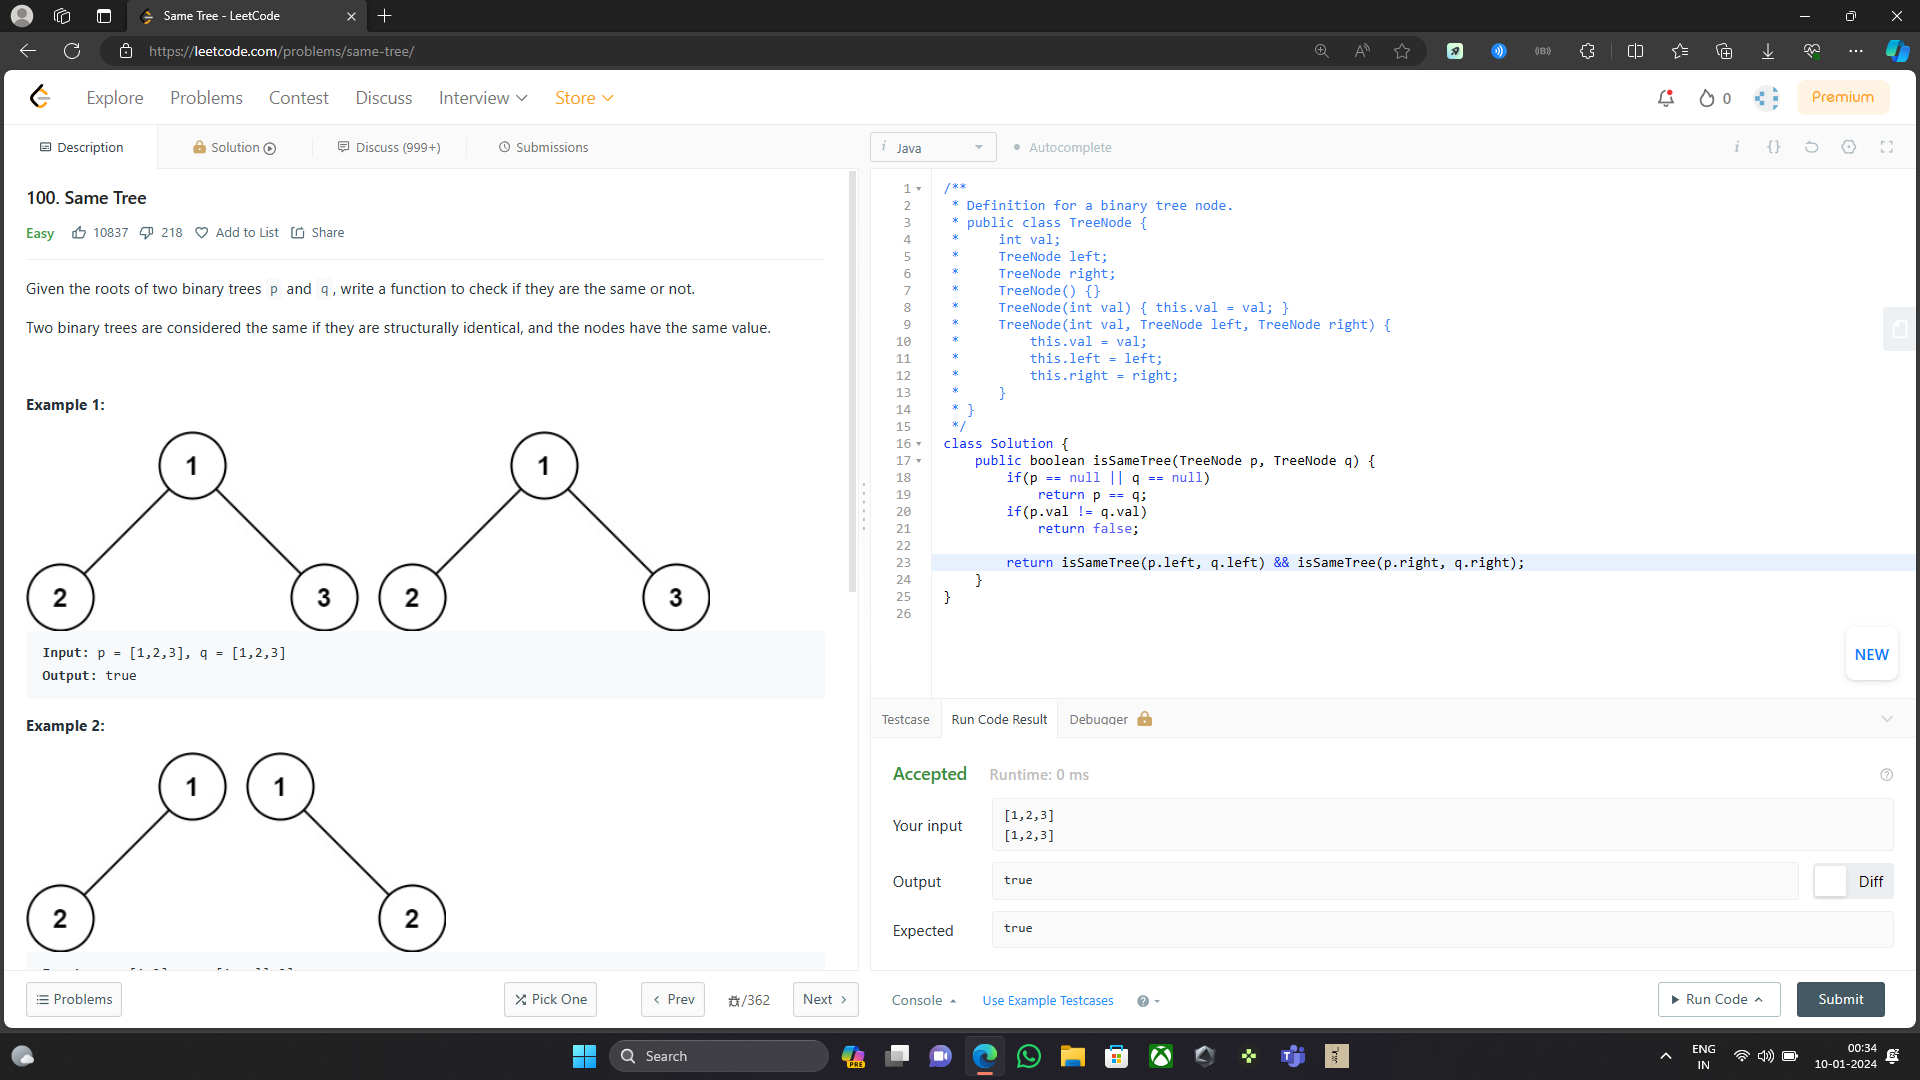 Same Tree - LeetCode
https://leetcode.com/problems/same-tree/
Explore Problems Contest Discuss Interview Store
0
Premium
Description
Solution
Discuss (999+)
Submissions
100. Same Tree
Easy 10837 218 Add to List Share
Given the roots of two binary trees p and q, write a function to check if they are the same or not.
Two binary trees are considered the same if they are structurally identical, and the nodes have the same value.
Example 1:
1 1
2 3 2 3
Input: p = [1,2,3], q = [1,2,3]
Output: true
Example 2:
1 1
2 2
Problems
Pick One
Prev
/362
Next
i Java
Autocomplete
i {}
1 /**
2 * Definition for a binary tree node.
3 * public class TreeNode {
4 *     int val;
5 *     TreeNode left;
6 *     TreeNode right;
7 *     TreeNode() {}
8 *     TreeNode(int val) { this.val = val; }
9 *     TreeNode(int val, TreeNode left, TreeNode right) {
10 *         this.val = val;
11 *         this.left = left;
12 *         this.right = right;
13 *     }
14 * }
15 */
16 class Solution {
17     public boolean isSameTree(TreeNode p, TreeNode q) {
18         if(p == null || q == null)
19             return p == q;
20         if(p.val != q.val)
21             return false;
22
23         return isSameTree(p.left, q.left) && isSameTree(p.right, q.right);
24     }
25 }
26
NEW
Testcase
Run Code Result
Debugger
Accepted Runtime: 0 ms
Your input
[1,2,3]
[1,2,3]
Output
true
Diff
Expected
true
Console
Use Example Testcases
Run Code
Submit
Search
PRE
ENG
IN
00:34
10-01-2024